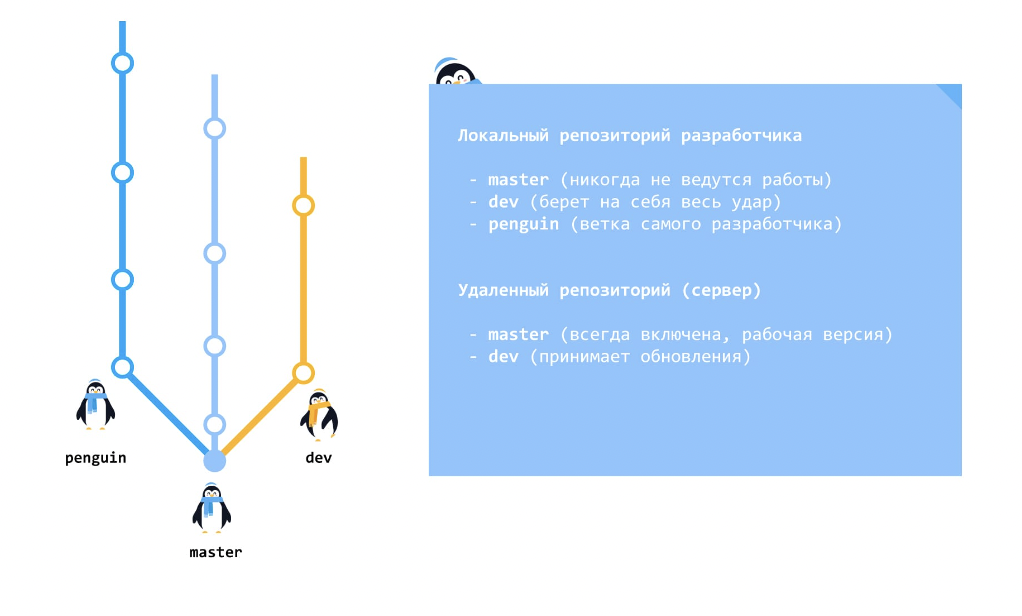 penguin
dev
master
Локальный репозиторий разработчика
- master (никогда не ведутся работы)
- dev (берет на себя весь удар)
- penguin (ветка самого разработчика)
Удаленный репозиторий (сервер)
- master (всегда включена, рабочая версия)
- dev (принимает обновления)